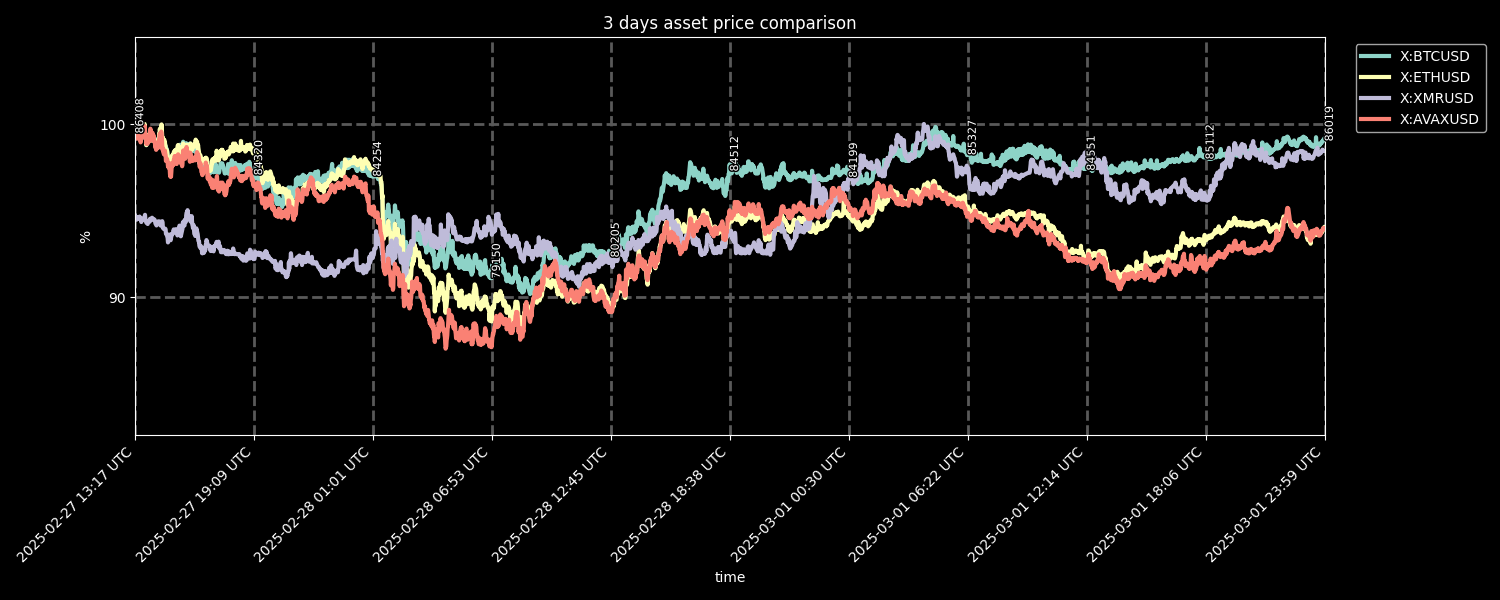 3 days asset price comparison
X:BTCUSD
X:ETHUSD
X:XMRUSD
X:AVAXUSD
100
90
%
86408
84320
84254
79150
80205
84512
84199
85327
84551
85112
86019
2025-02-27 13:17 UTC
2025-02-27 19:09 UTC
2025-02-28 01:01 UTC
2025-02-28 06:53 UTC
2025-02-28 12:45 UTC
2025-02-28 18:38 UTC
2025-03-01 00:30 UTC
2025-03-01 06:22 UTC
2025-03-01 12:14 UTC
2025-03-01 18:06 UTC
2025-03-01 23:59 UTC
time